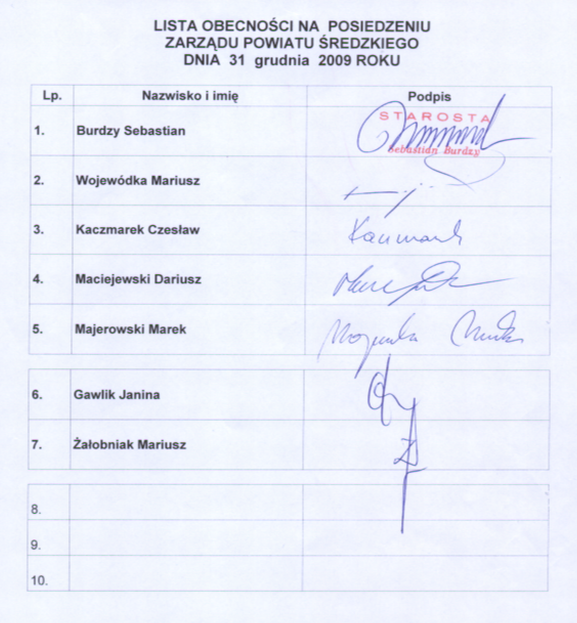 LISTA OBECNOŚCI NA POSIEDZENIU
ZARZĄDU POWIATU ŚREDZKIEGO
DNIA 31 grudnia 2009 ROKU
Lp. Nazwisko i imię Podpis
1. Burdzy Sebastian STAROSTA
Sebastian Burdzy
2. Wojewódka Mariusz
3. Kaczmarek Czesław Kaczmarek
4. Maciejewski Dariusz
5. Majerowski Marek
6. Gawlik Janina
7. Żałobniak Mariusz
8.
9.
10.